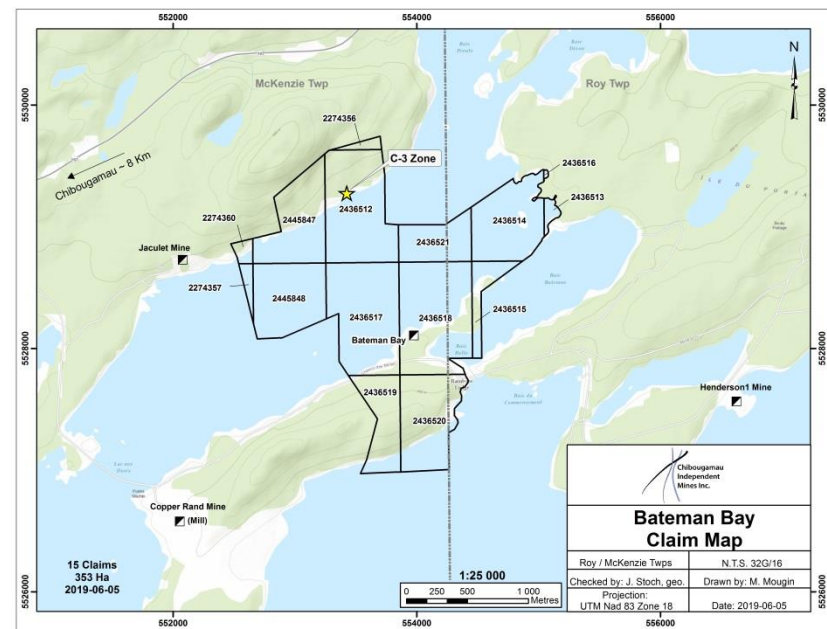 552000
554000
556000
5530000
5528000
5526000
McKenzie Twp
Roy Twp
N
2274356
C-3 Zone
Chibougamau ~ 8 Km
2436516
2436513
2436512
2445847
2436514
2274360
2436521
Jaculet Mine
2274357
2445848
2436517
2436518
2436515
Bateman Bay
2436519
2436520
Henderson1 Mine
Copper Rand Mine
(Mill)
15 Claims
353 Ha
2019-06-05
1:25 000
0 250 500 1 000
Metres
Chibougamau
Independent
Mines Inc.
Bateman Bay
Claim Map
Roy / McKenzie Twps
N.T.S. 32G/16
Checked by: J. Stoch, geo.
Drawn by: M. Mougin
Projection:
UTM Nad 83 Zone 18
Date: 2019-06-05
5530000
5528000
5526000
552000
554000
556000